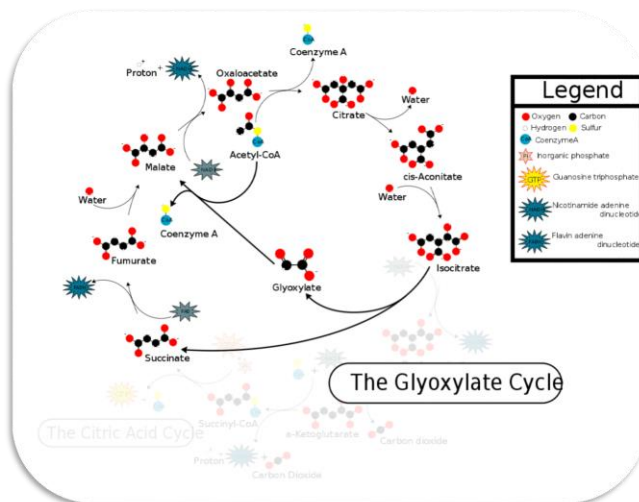 Coenzyme A
Proton +
Oxaloacetate
Citrate
Water
Acetyl-CoA
cis-Aconitate
Malate
Water
Water
Coenzyme A
Fumurate
Glyoxylate
Isocitrate
Succinate
The Glyoxylate Cycle
Succinyl-CoA
The Citric Acid Cycle
a-Ketoglutarate
Carbon dioxide
Proton +
Carbon Dioxide
Legend
Oxygen Carbon
Hydrogen Sulfur
CoenzymeA
Inorganic phosphate
GTP Guanosine triphosphate
Nicotinamide adenine
dinucleotide
Flavin adenine
dinucleotide